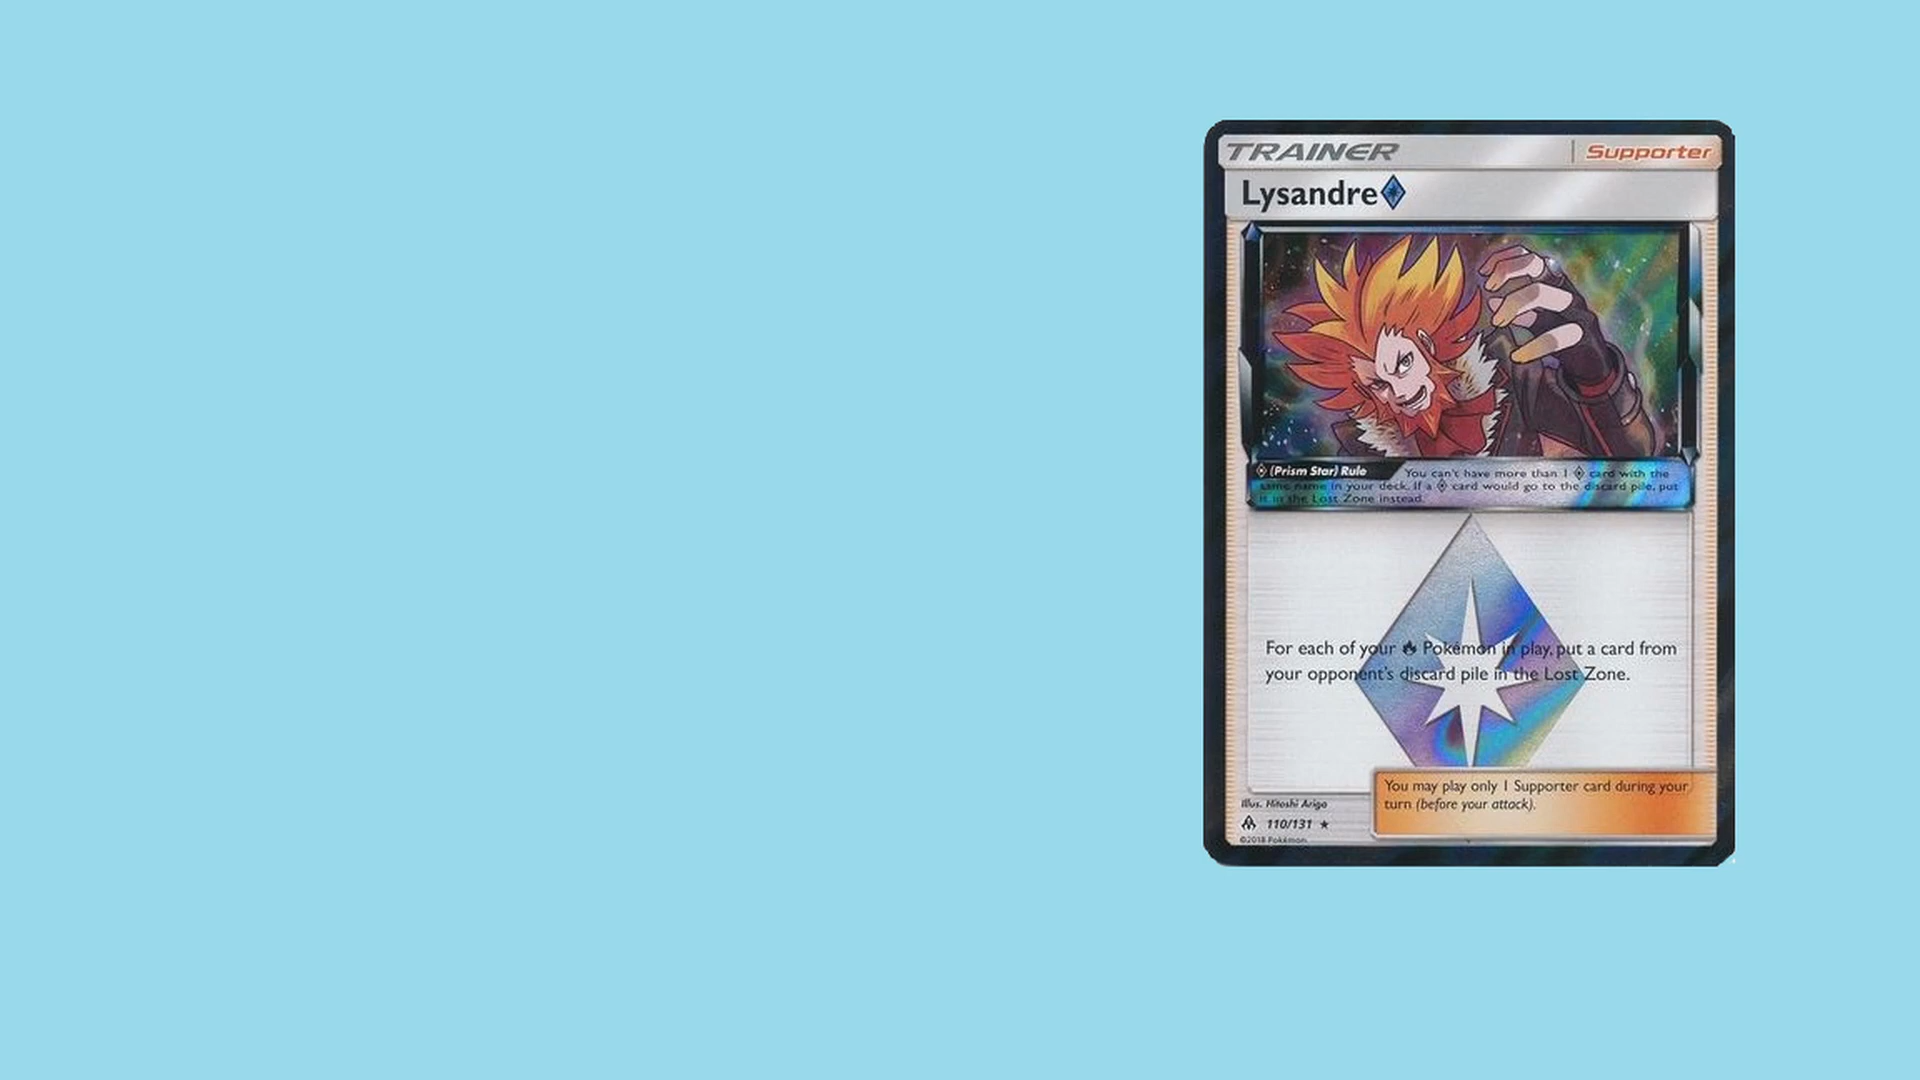 TRAINER | Supporter
Lysandre
(Prism Star) Rule You can't have more than 1 card with the
same name in your deck. If a card would go to the discard pile, put
it in the Lost Zone instead.
For each of your Pokémon in play, put a card from
your opponent's discard pile in the Lost Zone.
You may play only 1 Supporter card during your
turn (before your attack).
Illus. Hitoshi Ariga
110/131
©2018 Pokémon